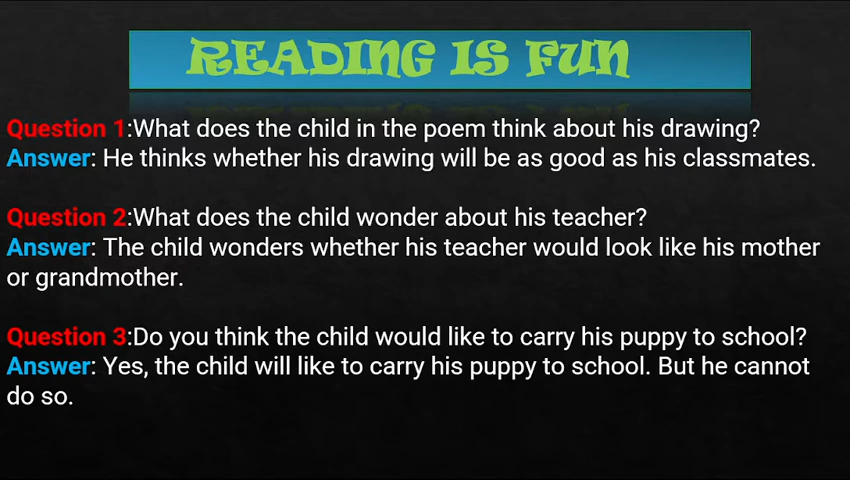 READING IS FUN
Question 1:What does the child in the poem think about his drawing?
Answer: He thinks whether his drawing will be as good as his classmates.
Question 2:What does the child wonder about his teacher?
Answer: The child wonders whether his teacher would look like his mother
or grandmother.
Question 3:Do you think the child would like to carry his puppy to school?
Answer: Yes, the child will like to carry his puppy to school. But he cannot
do so.